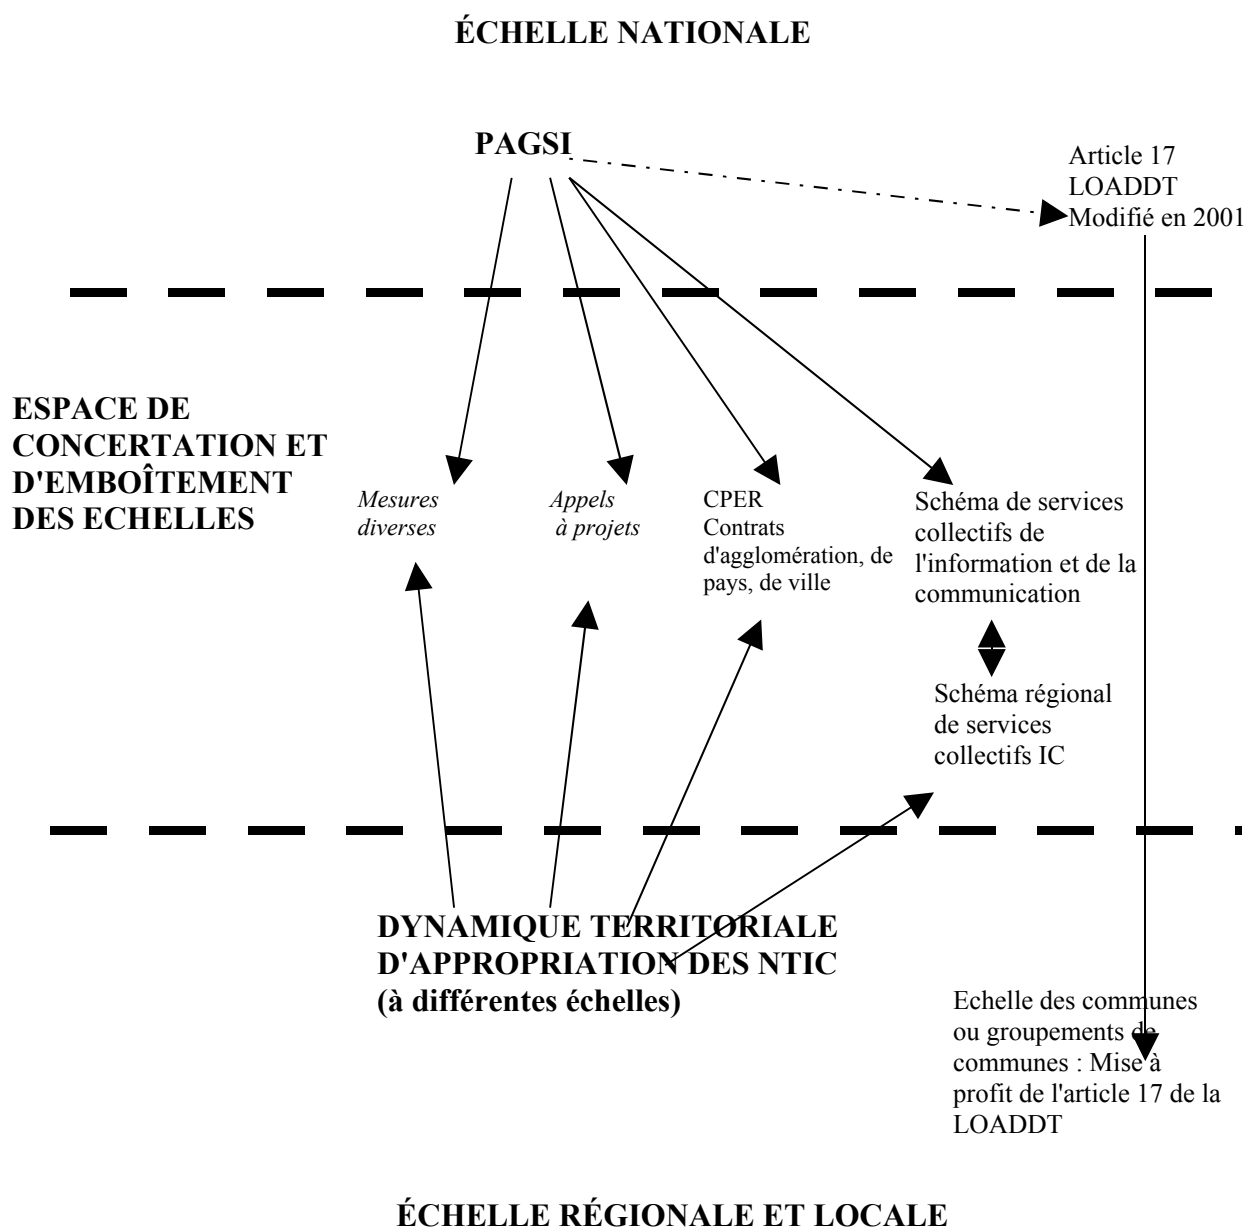 ÉCHELLE NATIONALE
PAGSI
Article 17
LOADDT
Modifié en 2001
ESPACE DE
CONCERTATION ET
D'EMBOÎTEMENT
DES ECHELLES
Mesures
diverses
Appels
à projets
CPER
Contrats
d'agglomération, de
pays, de ville
Schéma de services
collectifs de
l'information et de la
communication
Schéma régional
de services
collectifs IC
DYNAMIQUE TERRITORIALE
D'APPROPRIATION DES NTIC
(à différentes échelles)
Echelle des communes
ou groupements de
communes : Mise à
profit de l'article 17 de la
LOADDT
ÉCHELLE RÉGIONALE ET LOCALE